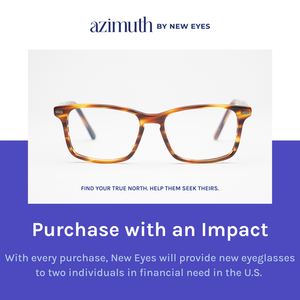 azimuth BY NEW EYES
FIND YOUR TRUE NORTH. HELP THEM SEEK THEIRS.
Purchase with an Impact
With every purchase, New Eyes will provide new eyeglasses
to two individuals in financial need in the U.S.